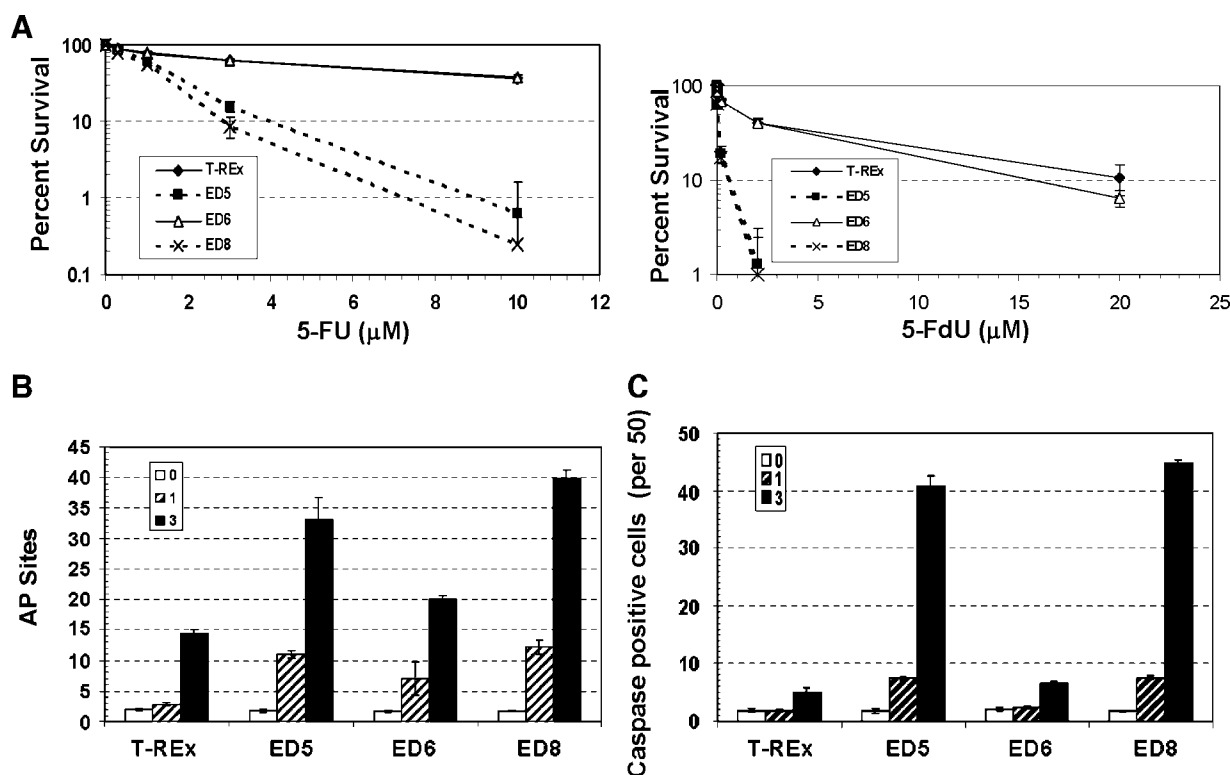 A
Percent Survival
100
10
1
0.1
T-REx
ED5
ED6
ED8
0 2 4 6 8 10 12
5-FU (μM)
Percent Survival
100
10
1
T-REx
ED5
ED6
ED8
0 5 10 15 20 25
5-FdU (μM)
B
AP Sites
45
40
35
30
25
20
15
10
5
0
0
1
3
T-REx ED5 ED6 ED8
C
Caspase positive cells (per 50)
50
40
30
20
10
0
0
1
3
T-REx ED5 ED6 ED8